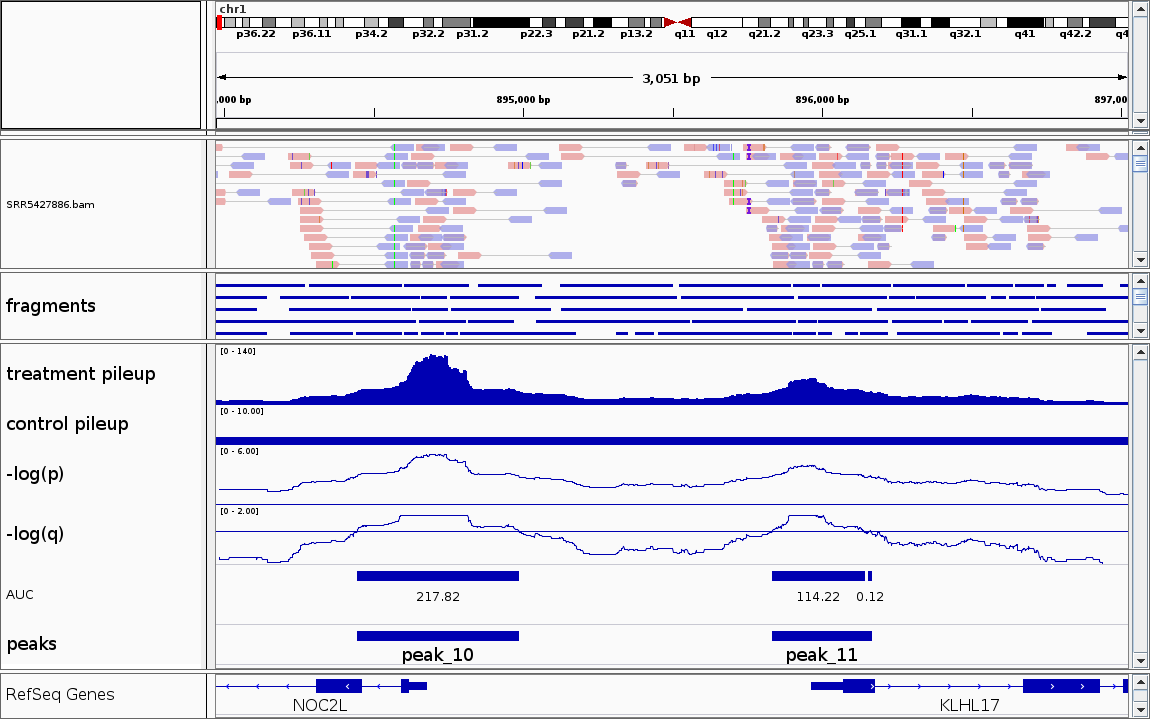 chr1
p36.22 p36.11 p34.2 p32.2 p31.2 p22.3 p21.2 p13.2 q11 q12 q21.2 q23.3 q25.1 q31.1 q32.1 q41 q42.2 q4
3,051 bp
,000 bp 895,000 bp 896,000 bp 897,0
SRR5427886.bam
fragments
[0 - 140]
treatment pileup
[0 - 10.00]
control pileup
[0 - 6.00]
-log(p)
[0 - 2.00]
-log(q)
AUC
217.82 114.22 0.12
peaks
peak_10 peak_11
RefSeq Genes
NOC2L KLHL17